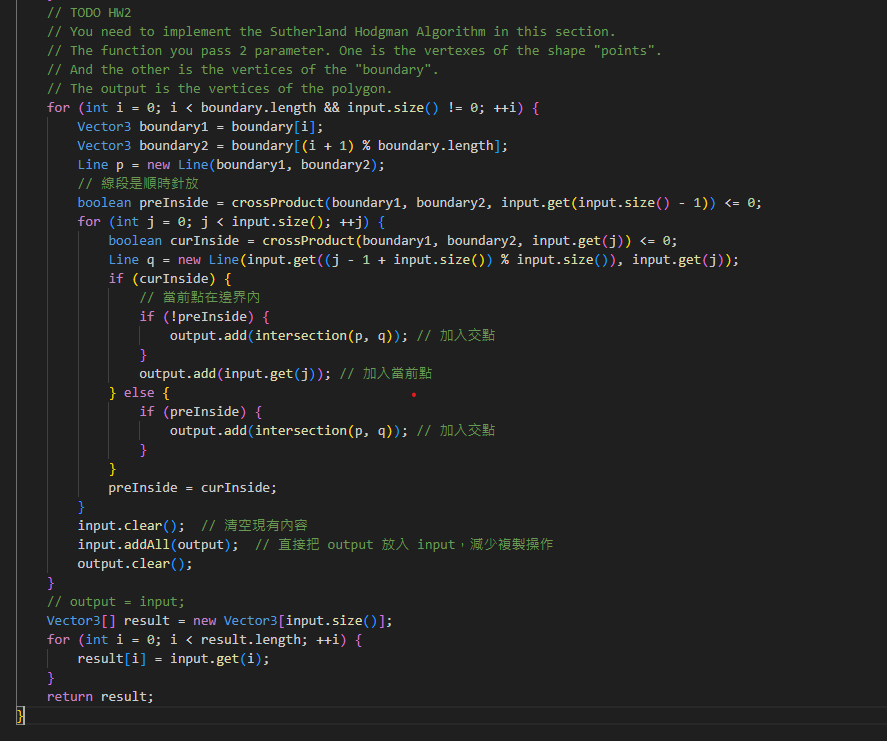 // TODO HW2
// You need to implement the Sutherland Hodgman Algorithm in this section.
// The function you pass 2 parameter. One is the vertexes of the shape "points".
// And the other is the vertices of the "boundary".
// The output is the vertices of the polygon.
for (int i = 0; i < boundary.length && input.size() != 0; ++i) {
Vector3 boundary1 = boundary[i];
Vector3 boundary2 = boundary[(i + 1) % boundary.length];
Line p = new Line(boundary1, boundary2);
// 線段是順時針放
boolean preInside = crossProduct(boundary1, boundary2, input.get(input.size() - 1)) <= 0;
for (int j = 0; j < input.size(); ++j) {
boolean curInside = crossProduct(boundary1, boundary2, input.get(j)) <= 0;
Line q = new Line(input.get((j - 1 + input.size()) % input.size()), input.get(j));
if (curInside) {
// 當前點在邊界內
if (!preInside) {
output.add(intersection(p, q)); // 加入交點
}
output.add(input.get(j)); // 加入當前點
} else {
if (preInside) {
output.add(intersection(p, q)); // 加入交點
}
}
preInside = curInside;
}
input.clear();  // 清空現有內容
input.addAll(output);  // 直接把 output 放入 input，減少複製操作
output.clear();
}
// output = input;
Vector3[] result = new Vector3[input.size()];
for (int i = 0; i < result.length; ++i) {
result[i] = input.get(i);
}
return result;
}